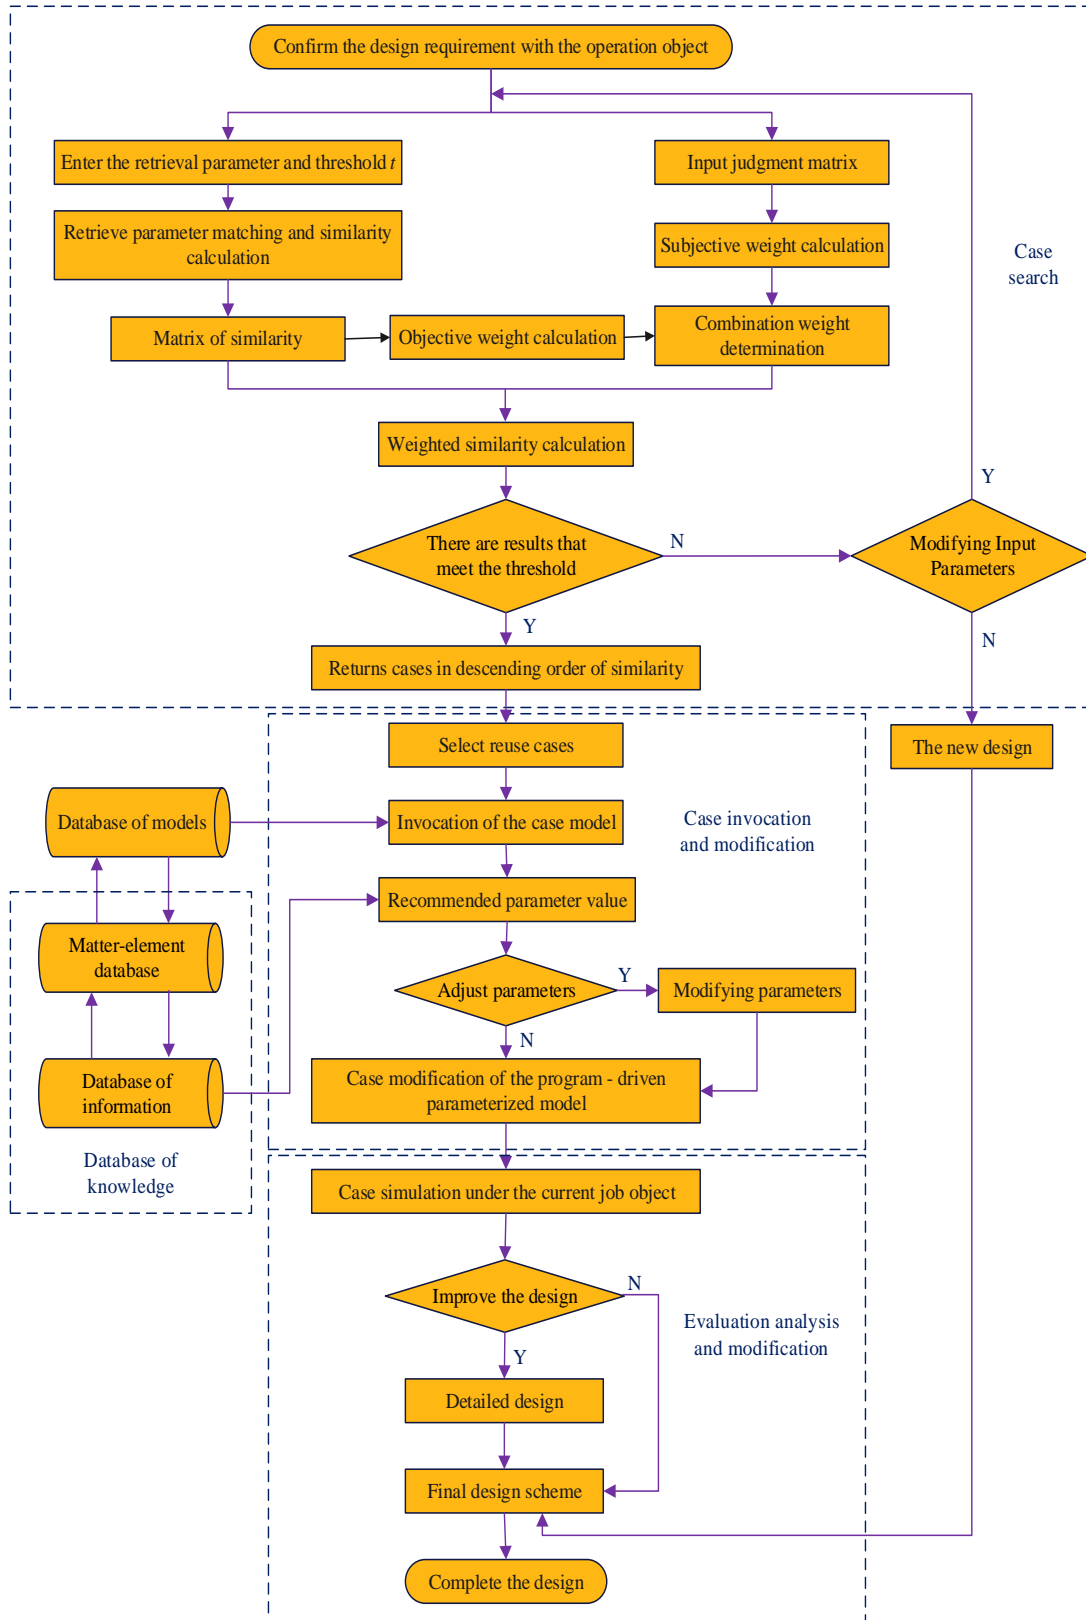 Confirm the design requirement with the operation object
Enter the retrieval parameter and threshold t
Input judgment matrix
Retrieve parameter matching and similarity
calculation
Subjective weight calculation
Case
search
Matrix of similarity
Objective weight calculation
Combination weight
determination
Weighted similarity calculation
Y
There are results that
meet the threshold
N
Modifying Input
Parameters
Y
N
Returns cases in descending order of similarity
Select reuse cases
The new design
Database of models
Invocation of the case model
Case invocation
and modification
Recommended parameter value
Matter-element
database
Adjust parameters
Y
Modifying parameters
N
Database of
information
Case modification of the program - driven
parameterized model
Database of
knowledge
Case simulation under the current job object
Improve the design
N
Evaluation analysis
and modification
Y
Detailed design
Final design scheme
Complete the design